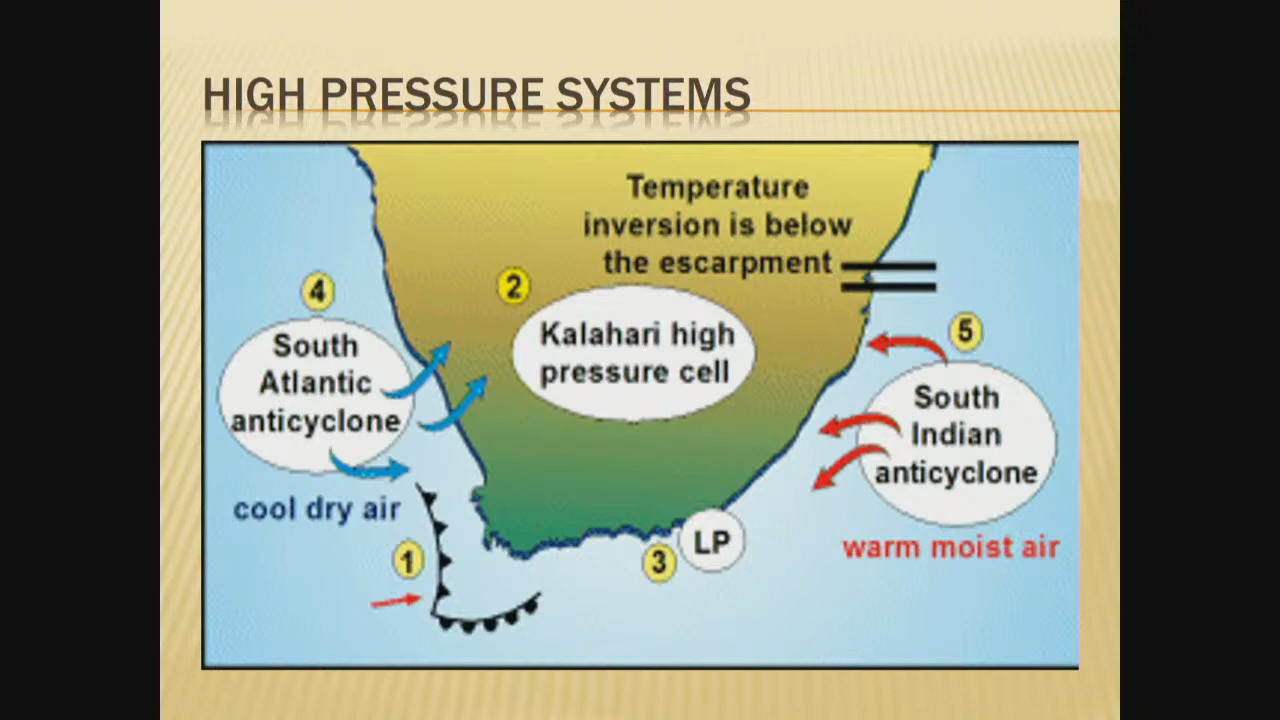 HIGH PRESSURE SYSTEMS
Temperature
inversion is below
the escarpment
4
South
Atlantic
anticyclone
cool dry air
2
Kalahari high
pressure cell
5
South
Indian
anticyclone
warm moist air
1
3
LP